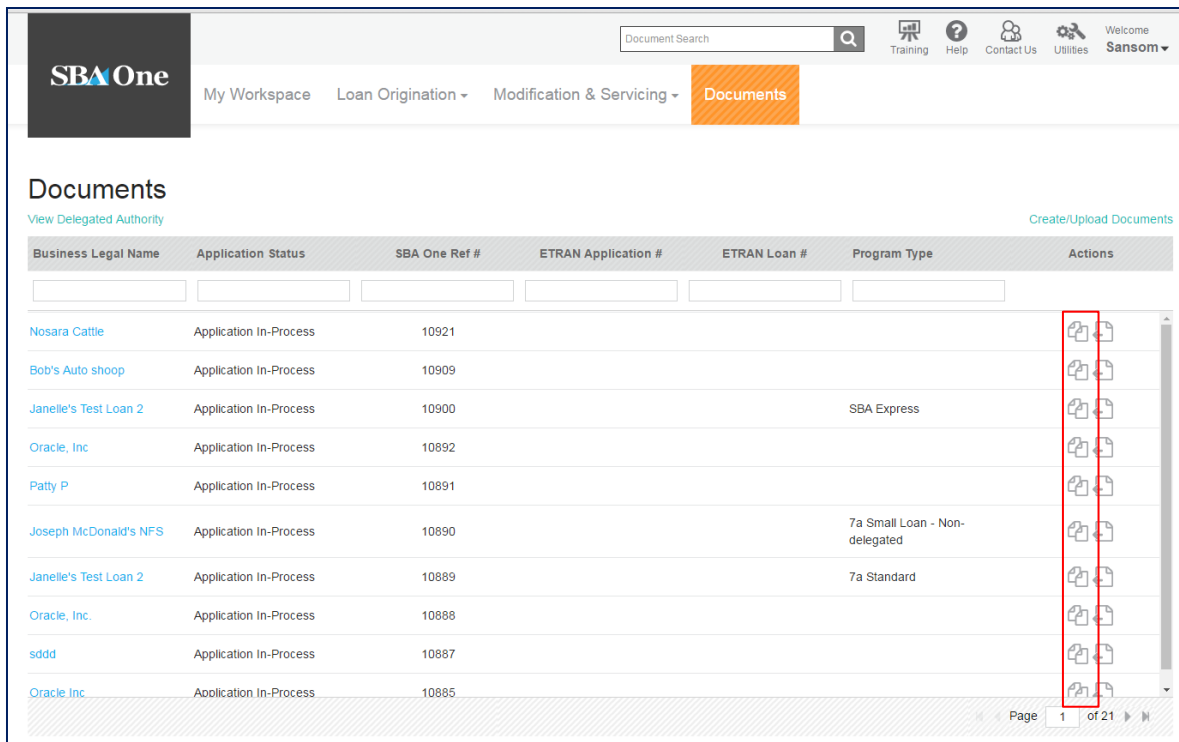 Document Search
Training Help Contact Us Utilities Welcome Sansom
SBA One
My Workspace Loan Origination Modification & Servicing Documents
Documents
View Delegated Authority Create/Upload Documents
Business Legal Name Application Status SBA One Ref # ETRAN Application # ETRAN Loan # Program Type Actions
Nosara Cattle Application In-Process 10921
Bob's Auto shoop Application In-Process 10909
Janelle's Test Loan 2 Application In-Process 10900 SBA Express
Oracle, Inc Application In-Process 10892
Patty P Application In-Process 10891
Joseph McDonald's NFS Application In-Process 10890 7a Small Loan - Non-
delegated
Janelle's Test Loan 2 Application In-Process 10889 7a Standard
Oracle, Inc. Application In-Process 10888
sddd Application In-Process 10887
Oracle Inc Application In-Process 10885
Page 1 of 21